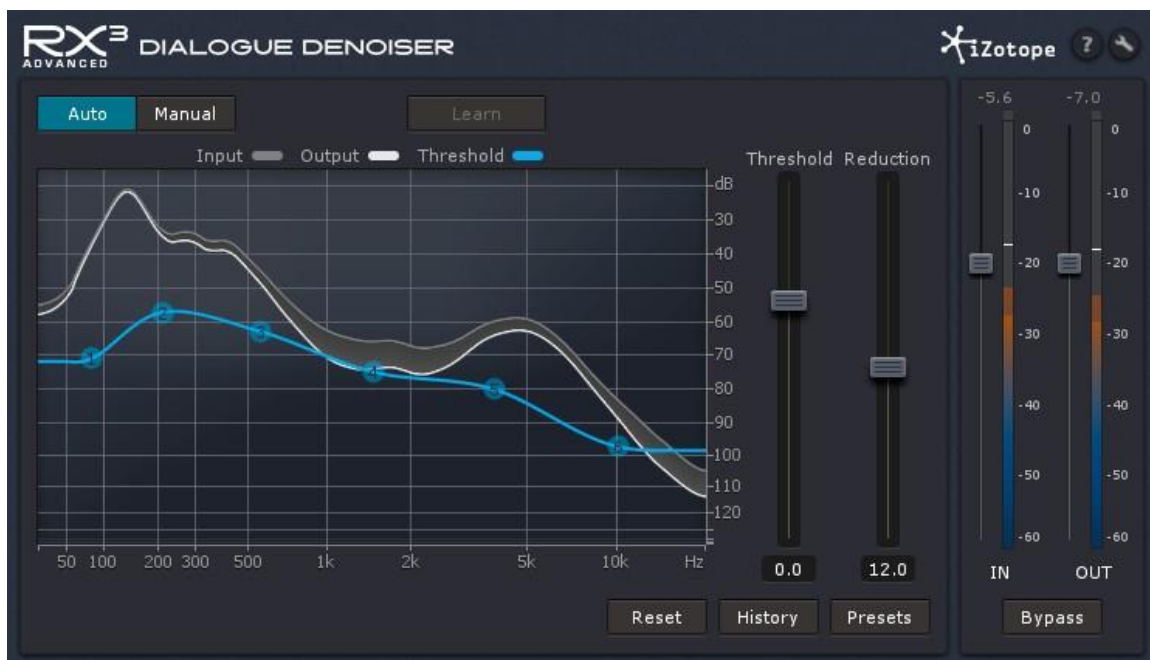 RX³ DIALOGUE DENOISER
ADVANCED
iZotope ?
Auto Manual Learn
Input Output Threshold
Threshold Reduction
-5.6 -7.0
dB
-30
-40
-50
-60
-70
-80
-90
-100
-110
-120
1
2
3
4
5
6
50 100 200 300 500 1k 2k 5k 10k Hz
0.0 12.0
0 0
-10 -10
-20 -20
-30 -30
-40 -40
-50 -50
-60 -60
IN OUT
Reset History Presets Bypass